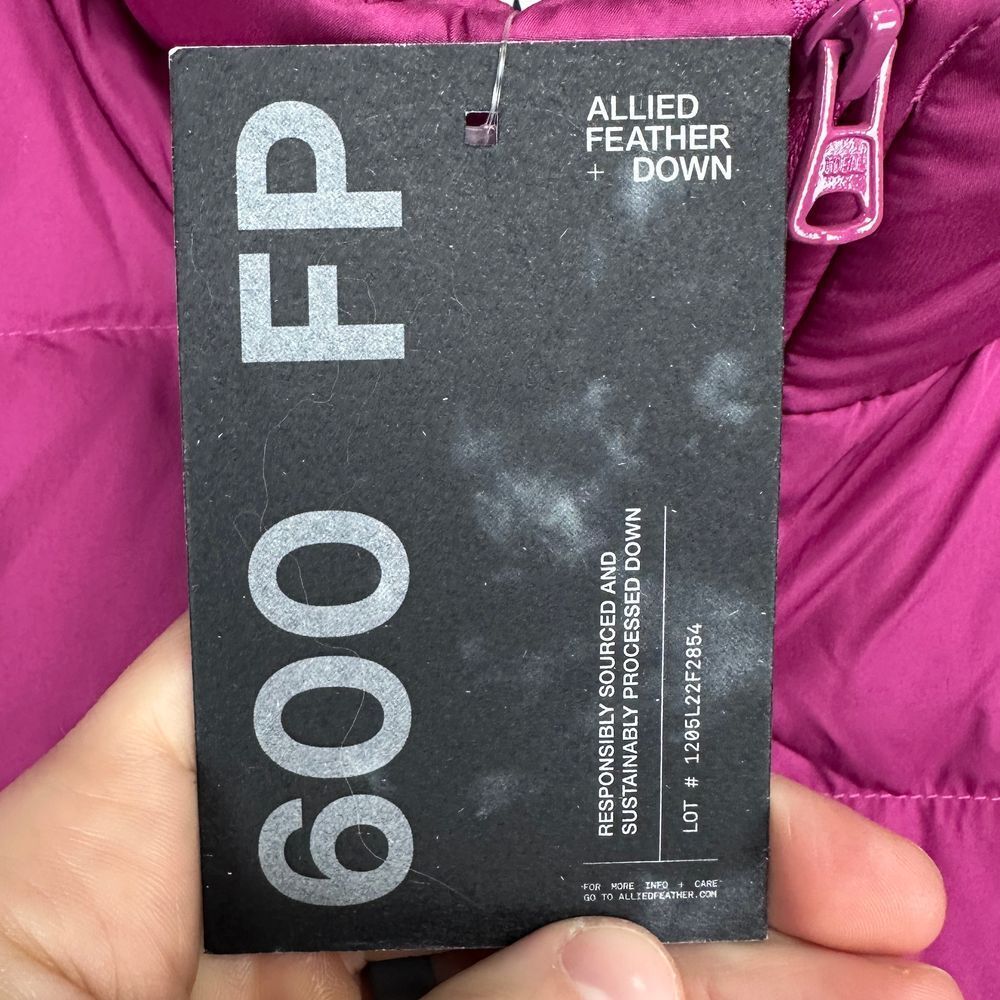 ALLIED
FEATHER
+ DOWN
600 FP
RESPONSIBLY SOURCED AND
SUSTAINABLY PROCESSED DOWN
LOT # 1205L22F2854
FOR MORE INFO + CARE
GO TO ALLIEDFEATHER.COM